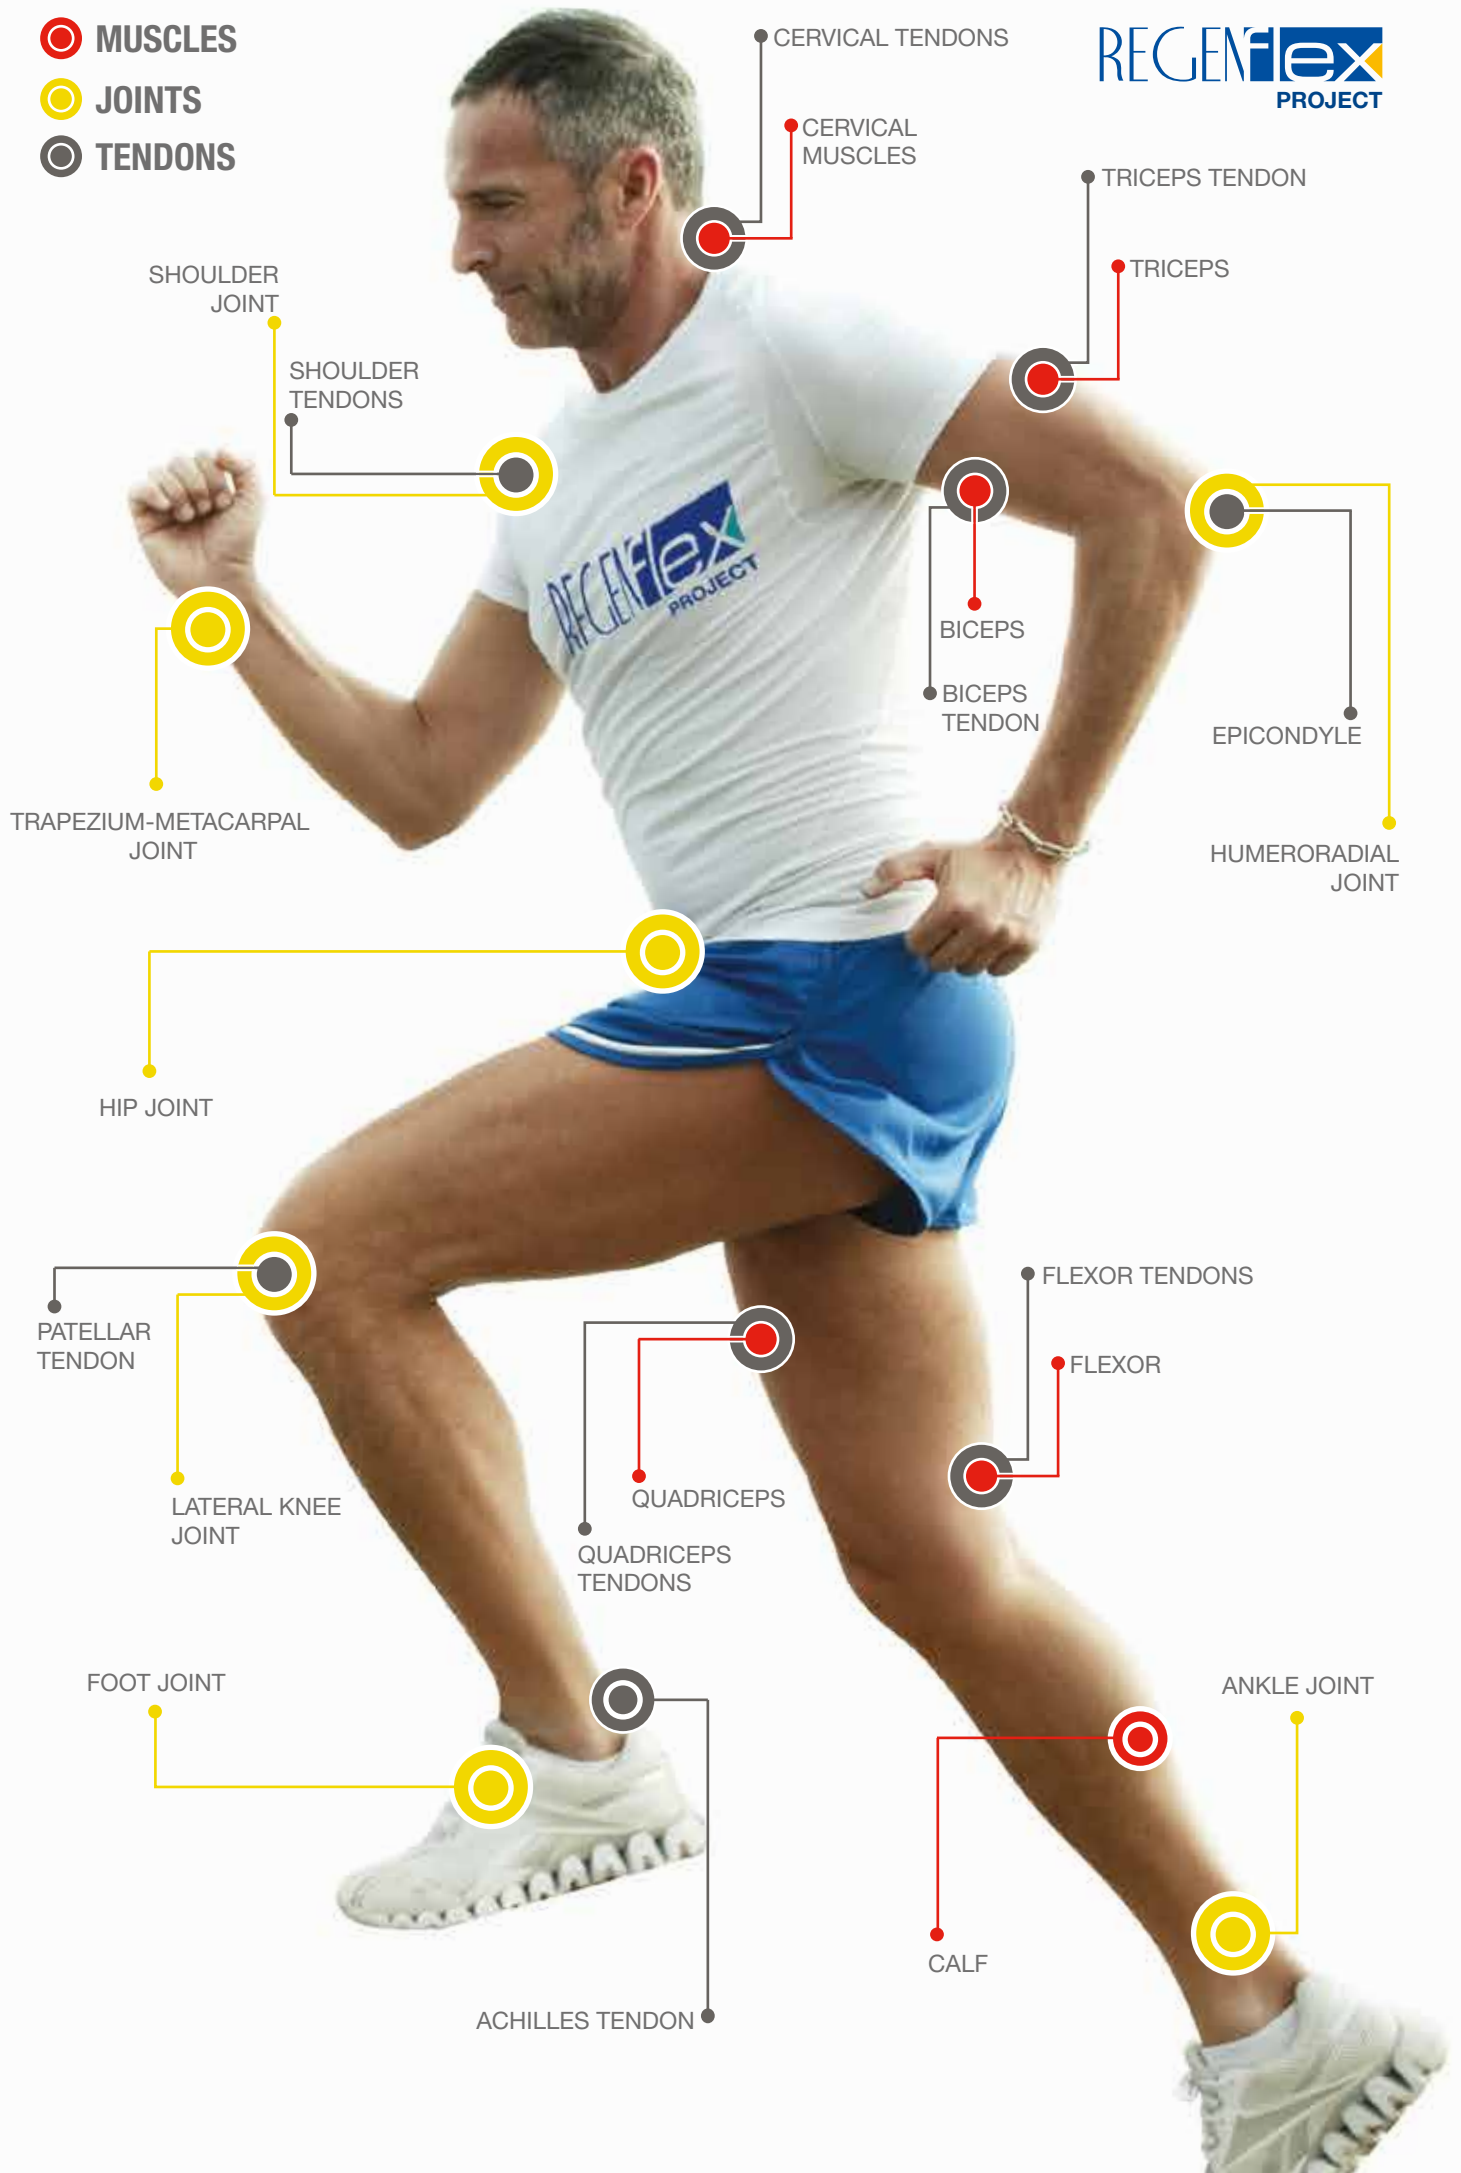 MUSCLES
JOINTS
TENDONS
REGENflex
PROJECT
CERVICAL TENDONS
CERVICAL
MUSCLES
TRICEPS TENDON
TRICEPS
SHOULDER
JOINT
SHOULDER
TENDONS
REGENflex
PROJECT
BICEPS
BICEPS
TENDON
EPICONDYLE
TRAPEZIUM-METACARPAL
JOINT
HUMERORADIAL
JOINT
HIP JOINT
FLEXOR TENDONS
PATELLAR
TENDON
FLEXOR
LATERAL KNEE
JOINT
QUADRICEPS
QUADRICEPS
TENDONS
FOOT JOINT
ANKLE JOINT
CALF
ACHILLES TENDON